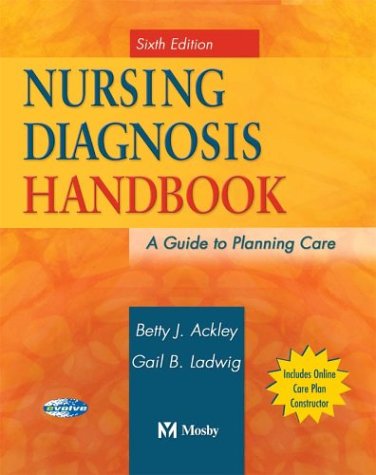 Sixth Edition
NURSING
DIAGNOSIS
HANDBOOK
A Guide to Planning Care
Betty J. Ackley
Gail B. Ladwig
Includes Online
Care Plan
Constructor
evolve
M Mosby